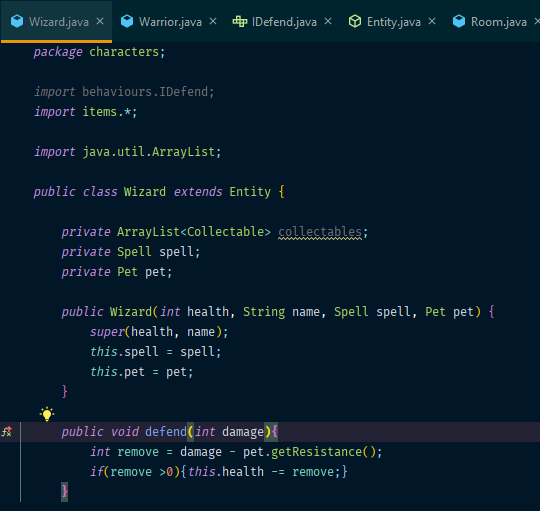 Wizard.java × Warrior.java × IDefend.java × Entity.java × Room.java ×
package characters;
import behaviours.IDefend;
import items.*;
import java.util.ArrayList;
public class Wizard extends Entity {
private ArrayList<Collectable> collectables;
private Spell spell;
private Pet pet;
public Wizard(int health, String name, Spell spell, Pet pet) {
super(health, name);
this.spell = spell;
this.pet = pet;
}
public void defend(int damage){
int remove = damage - pet.getResistance();
if(remove >0){this.health -= remove;}
}